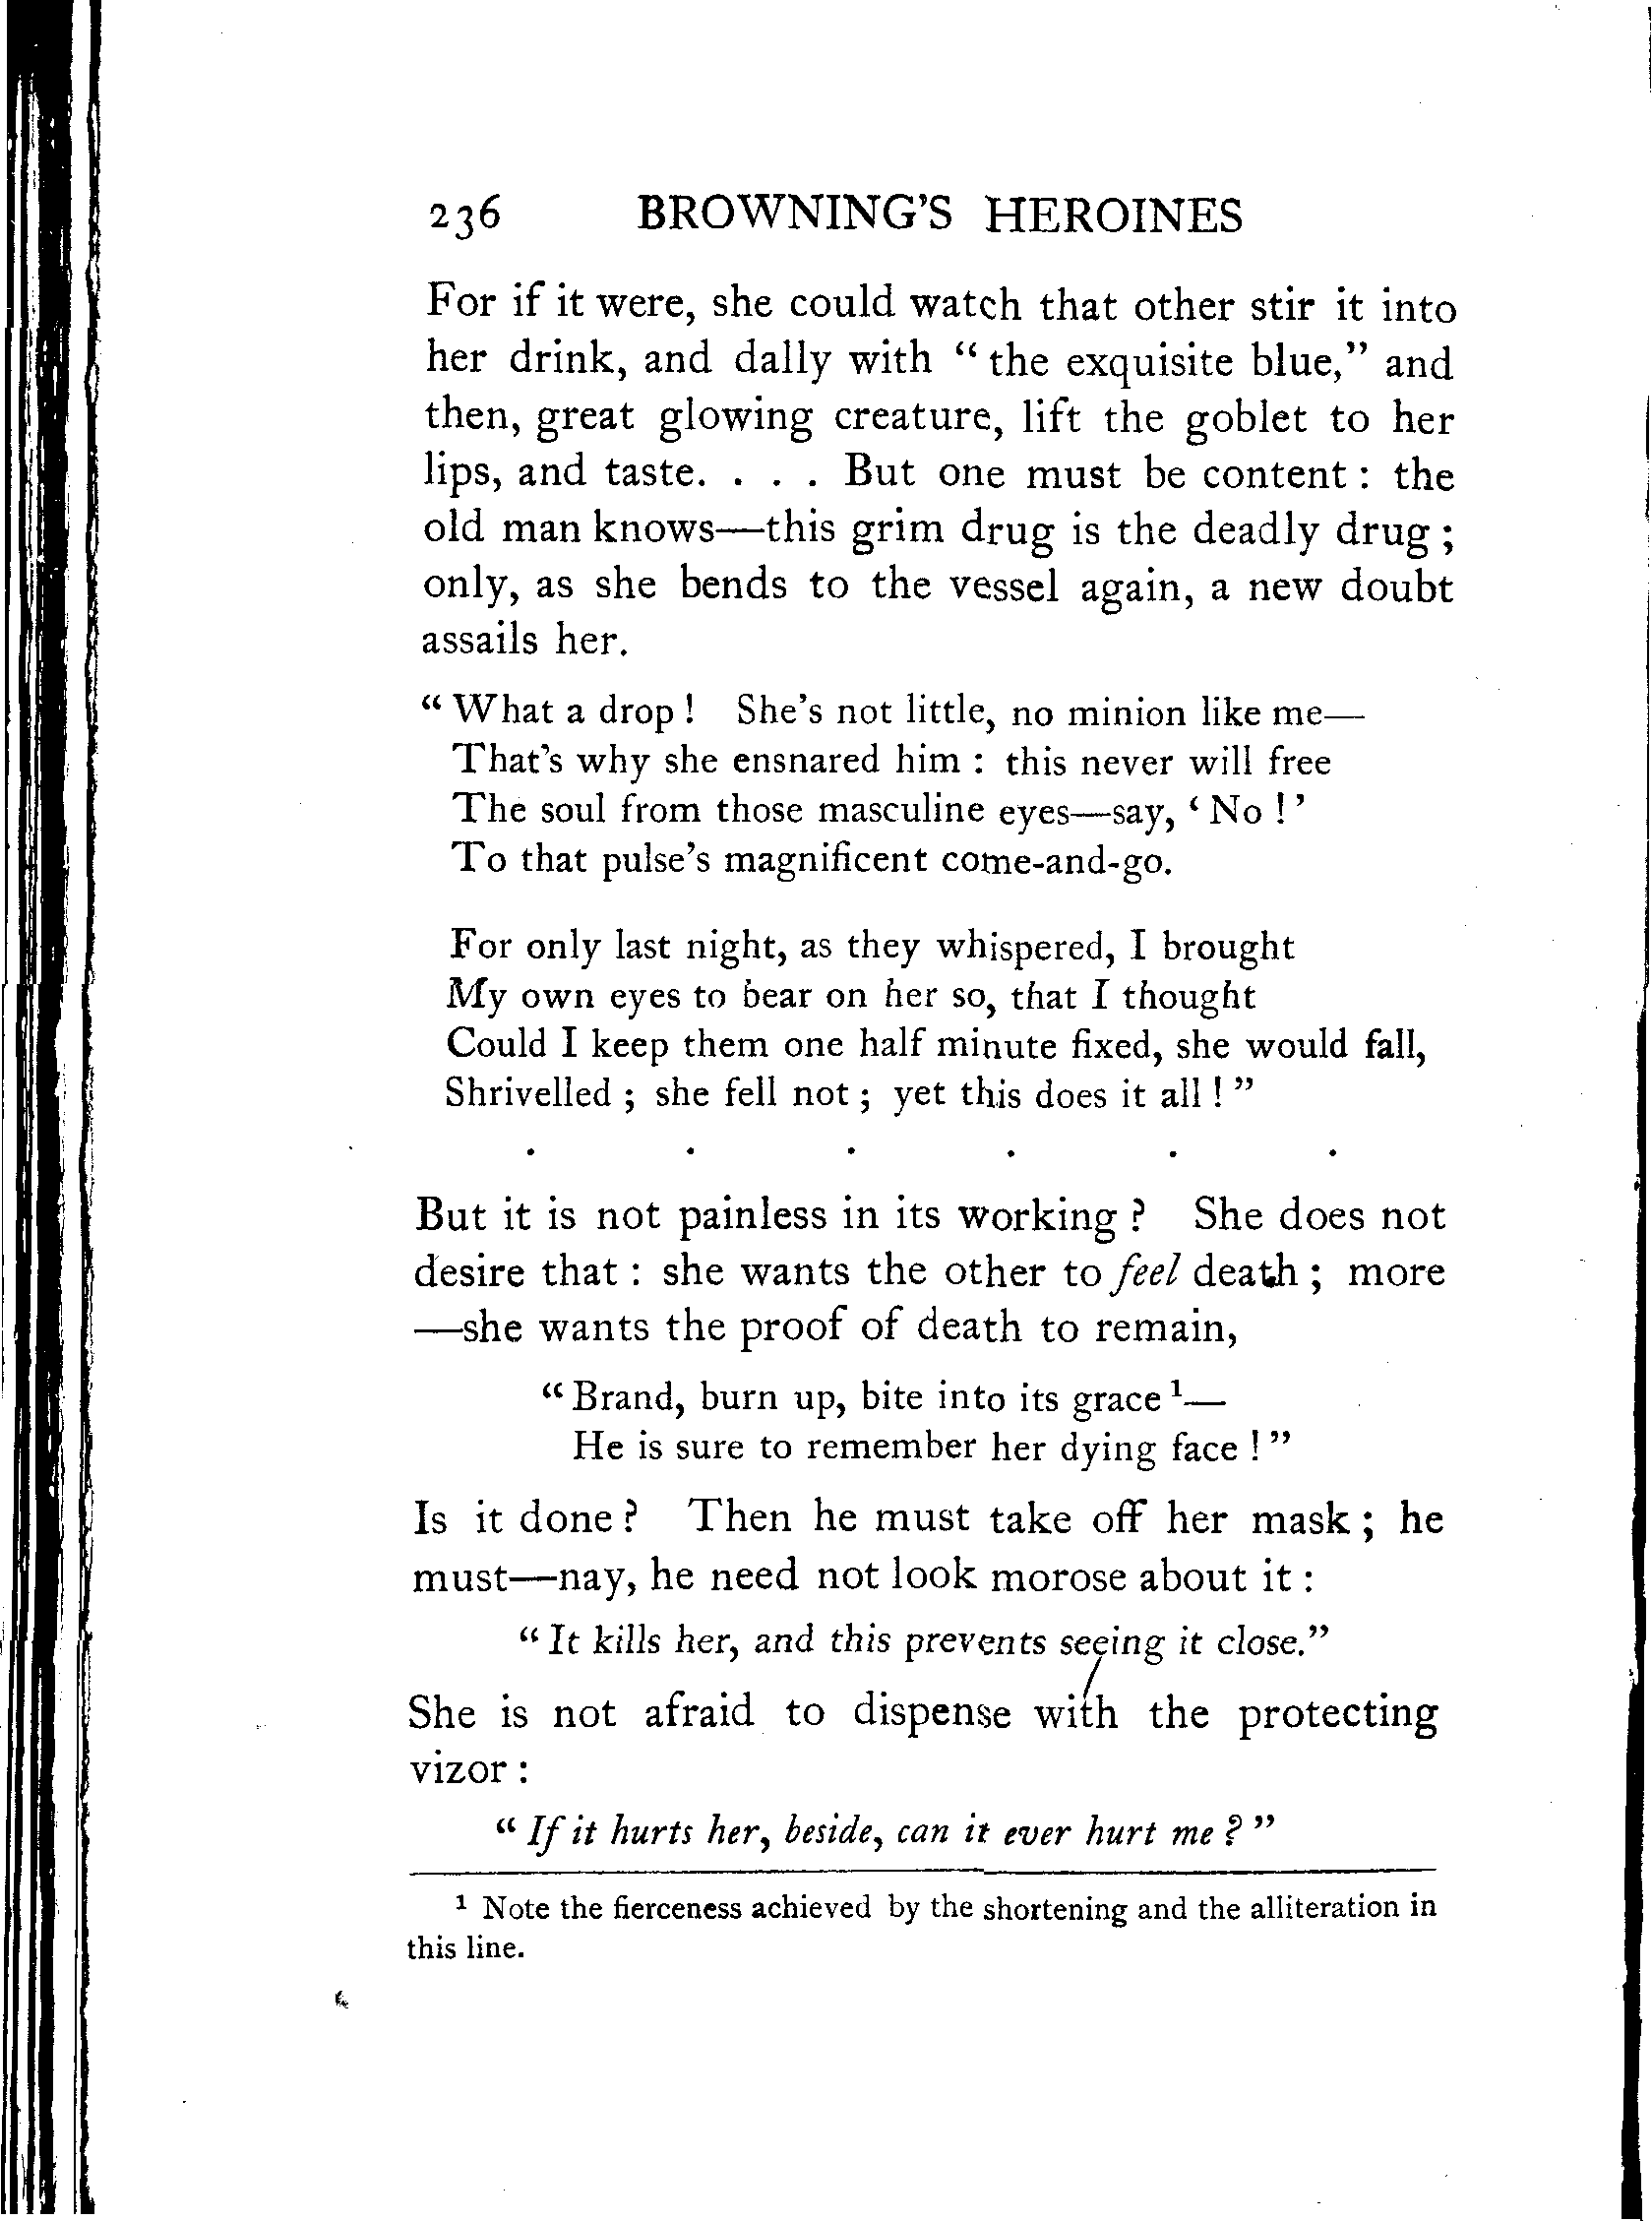 236 BROWNING'S HEROINES
For if it were, she could watch that other stir it into
her drink, and dally with "the exquisite blue," and
then, great glowing creature, lift the goblet to her
lips, and taste. . . . But one must be content: the
old man knows—this grim drug is the deadly drug;
only, as she bends to the vessel again, a new doubt
assails her.
"What a drop! She's not little, no minion like me—
That's why she ensnared him: this never will free
The soul from those masculine eyes—say, 'No!'
To that pulse's magnificent come-and-go.
For only last night, as they whispered, I brought
My own eyes to bear on her so, that I thought
Could I keep them one half minute fixed, she would fall,
Shrivelled; she fell not; yet this does it all!"
. . . . . .
But it is not painless in its working? She does not
desire that: she wants the other to feel death; more
—she wants the proof of death to remain,
"Brand, burn up, bite into its grace¹—
He is sure to remember her dying face!"
Is it done? Then he must take off her mask; he
must—nay, he need not look morose about it:
"It kills her, and this prevents seeing it close."
She is not afraid to dispense with the protecting
vizor:
"If it hurts her, beside, can it ever hurt me?"
¹ Note the fierceness achieved by the shortening and the alliteration in
this line.